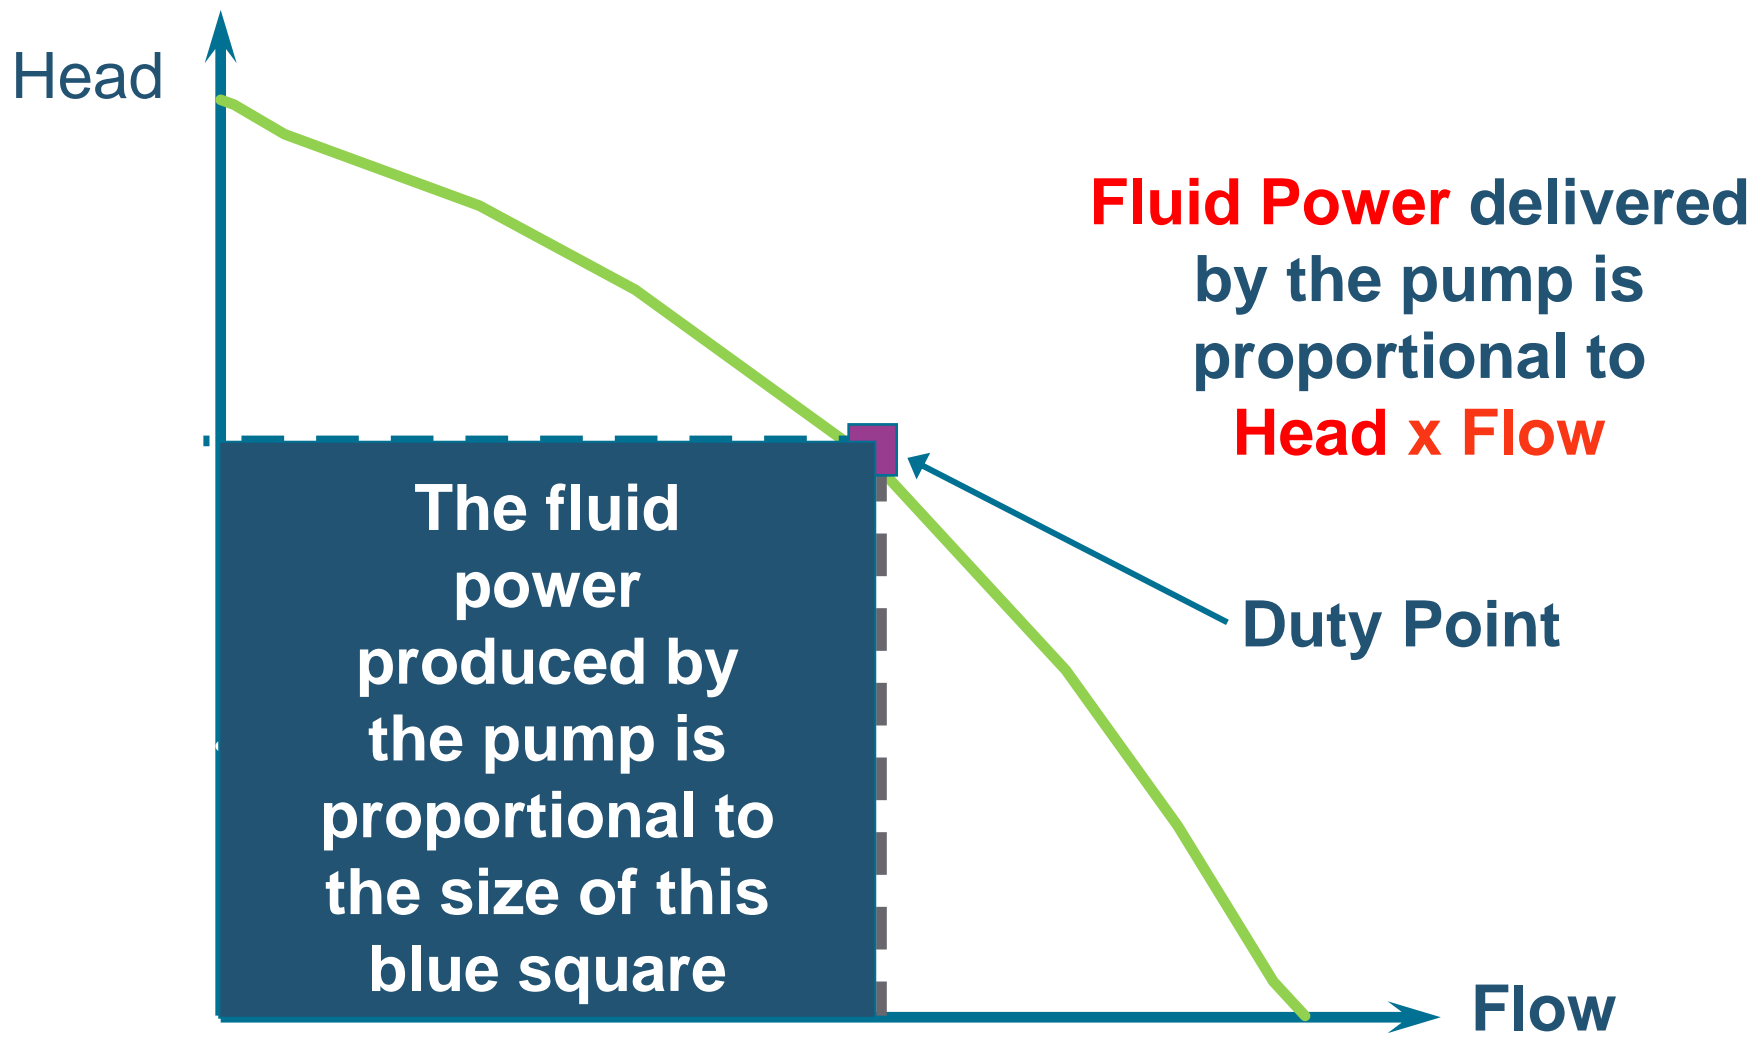 Head
Fluid Power delivered
by the pump is
proportional to
Head x Flow
The fluid
power
produced by
the pump is
proportional to
the size of this
blue square
Duty Point
Flow